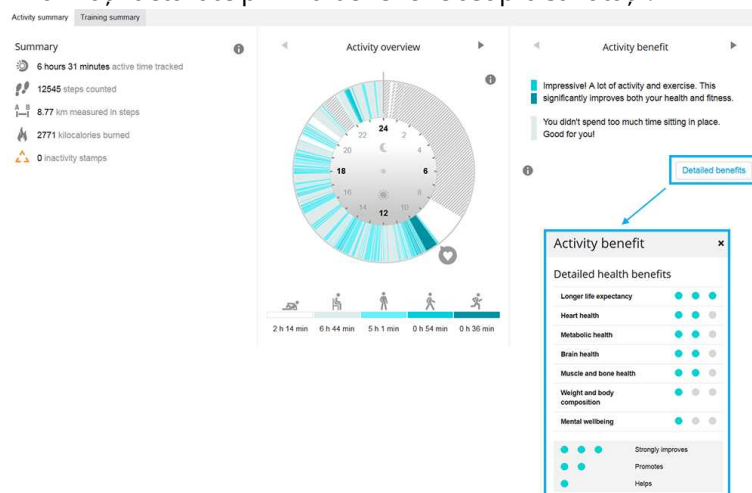 Activity summary
Training summary
Summary
6 hours 31 minutes active time tracked
12545 steps counted
A B
8.77 km measured in steps
2771 kilocalories burned
0 inactivity stamps
Activity overview
24
22
2
20
4
18
6
16
8
14
10
12
2 h 14 min
6 h 44 min
5 h 1 min
0 h 54 min
0 h 36 min
Activity benefit
Impressive! A lot of activity and exercise. This
significantly improves both your health and fitness.
You didn't spend too much time sitting in place.
Good for you!
Detailed benefits
Activity benefit
Detailed health benefits
Longer life expectancy
Heart health
Metabolic health
Brain health
Muscle and bone health
Weight and body
composition
Mental wellbeing
Strongly improves
Promotes
Helps